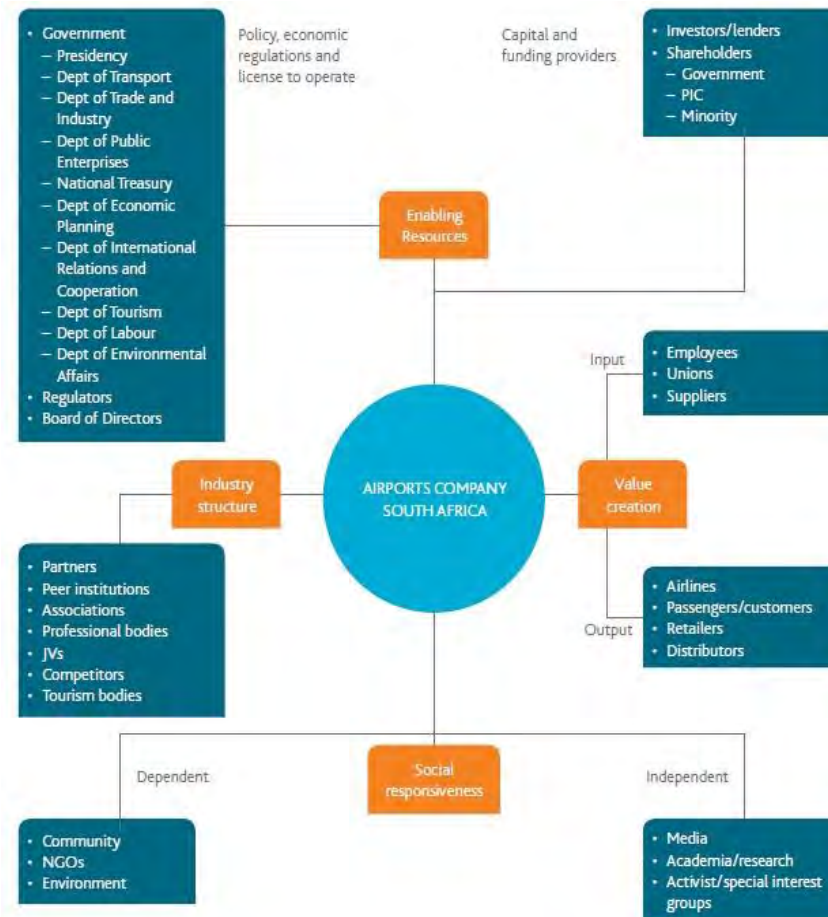 • Government
– Presidency
– Dept of Transport
– Dept of Trade and
Industry
– Dept of Public
Enterprises
– National Treasury
– Dept of Economic
Planning
– Dept of International
Relations and
Cooperation
– Dept of Tourism
– Dept of Labour
– Dept of Environmental
Affairs
• Regulators
• Board of Directors
Policy, economic
regulations and
license to operate
Capital and
funding providers
• Investors/lenders
• Shareholders
– Government
– PIC
– Minority
Enabling
Resources
Input
• Employees
• Unions
• Suppliers
Industry
structure
AIRPORTS COMPANY
SOUTH AFRICA
Value
creation
• Partners
• Peer institutions
• Associations
• Professional bodies
• JVs
• Competitors
• Tourism bodies
Output
• Airlines
• Passengers/customers
• Retailers
• Distributors
Dependent
Social
responsiveness
Independent
• Community
• NGOs
• Environment
• Media
• Academia/research
• Activist/special interest
groups